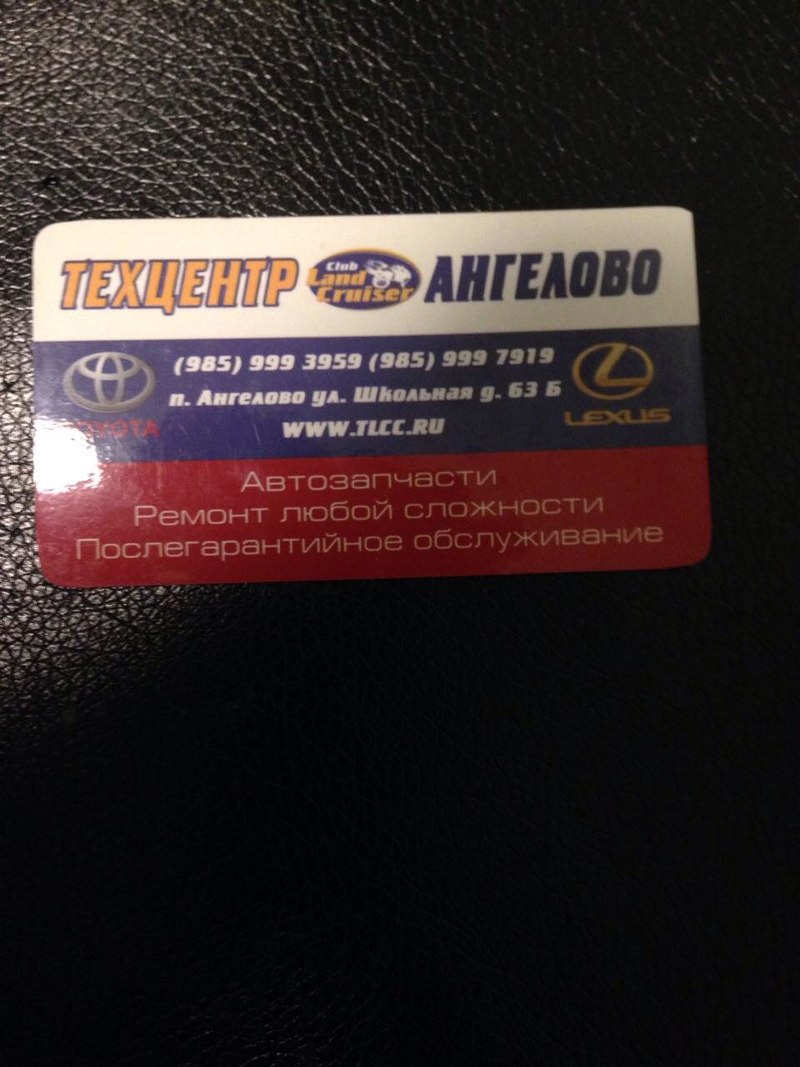 ТЕХЦЕНТР Club Land Cruiser АНГЕЛОВО
(985) 999 3959 (985) 999 7919
п. Ангелово ул. Школьная д. 63 Б
TOYOTA
LEXUS
WWW.TLCC.RU
Автозапчасти
Ремонт любой сложности
Послегарантийное обслуживание